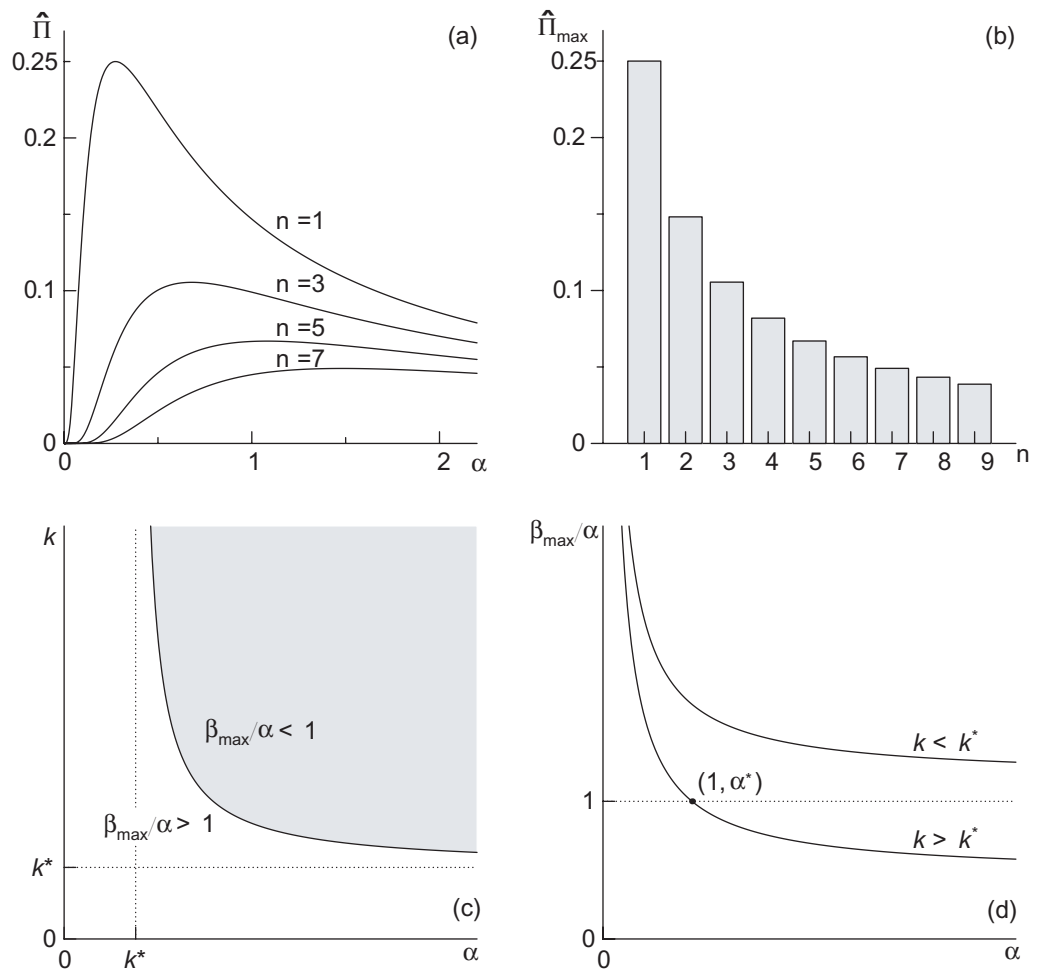 Π̂
(a)
0.25
0.2
n =1
n =3
0.1
n =5
n =7
0
0
1
2
α
Π̂max
(b)
0.25
0.2
0.1
0
1
2
3
4
5
6
7
8
9
n
k
βmax/α < 1
βmax/α > 1
k*
(c)
0
0
k*
α
βmax/α
k < k*
(1, α*)
1
k > k*
(d)
0
0
α